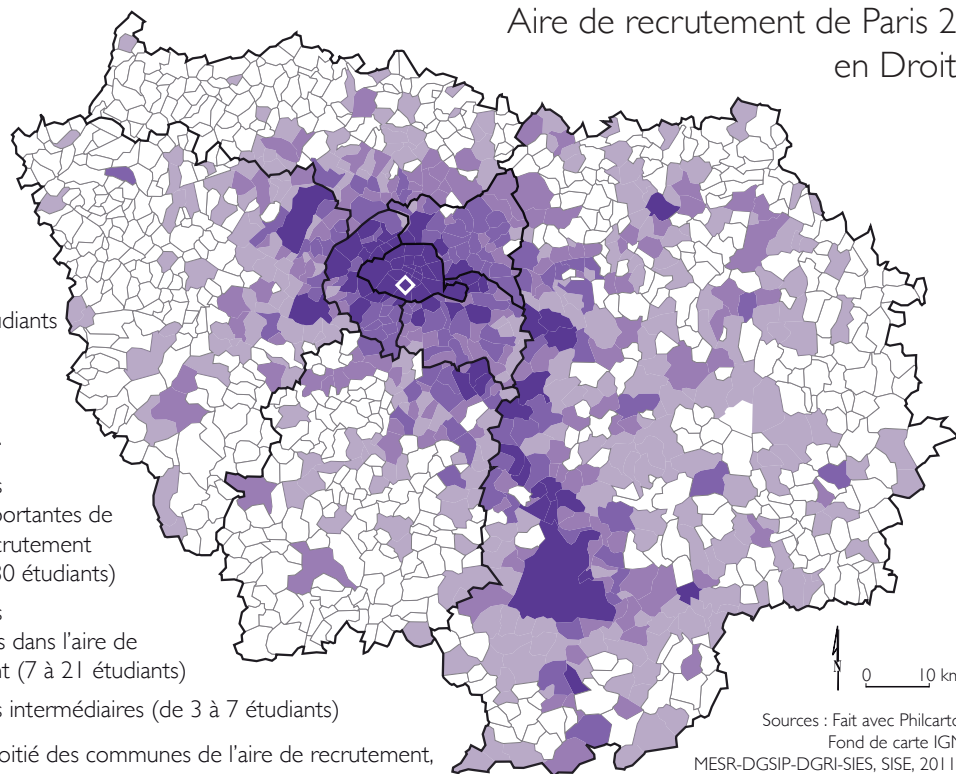 Aire de recrutement de Paris 2
en Droit
udiants
s
portantes de
crutement
étudiants)
s
s dans l'aire de
nt (7 à 21 étudiants)
s intermédiaires (de 3 à 7 étudiants)
oitié des communes de l'aire de recrutement,
N
0 10 km
Sources : Fait avec Philcarto
Fond de carte IGN
MESR-DGSIP-DGRI-SIES, SISE, 2011